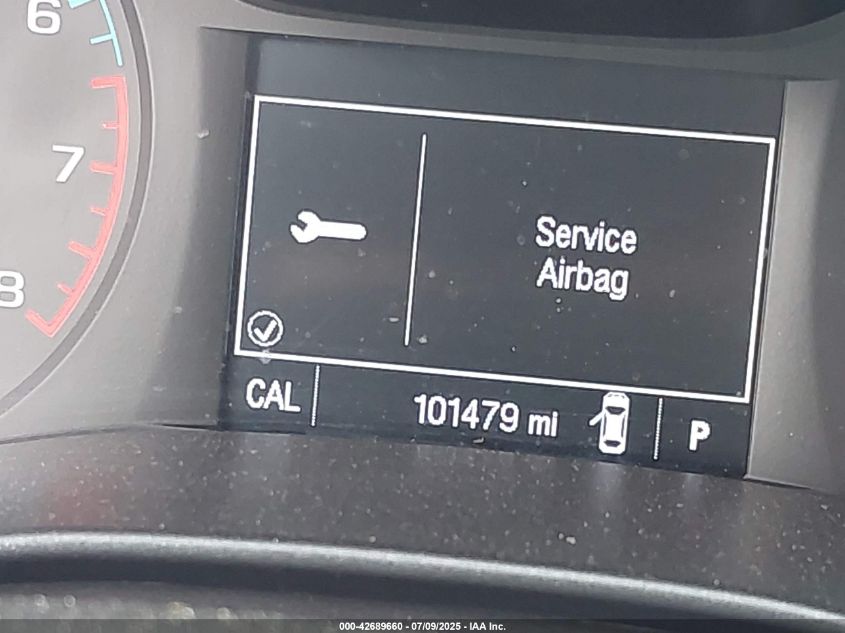 6
7
8
Service
Airbag
CAL
101479 mi
P
000-42689660 - 07/09/2025 - IAA Inc.